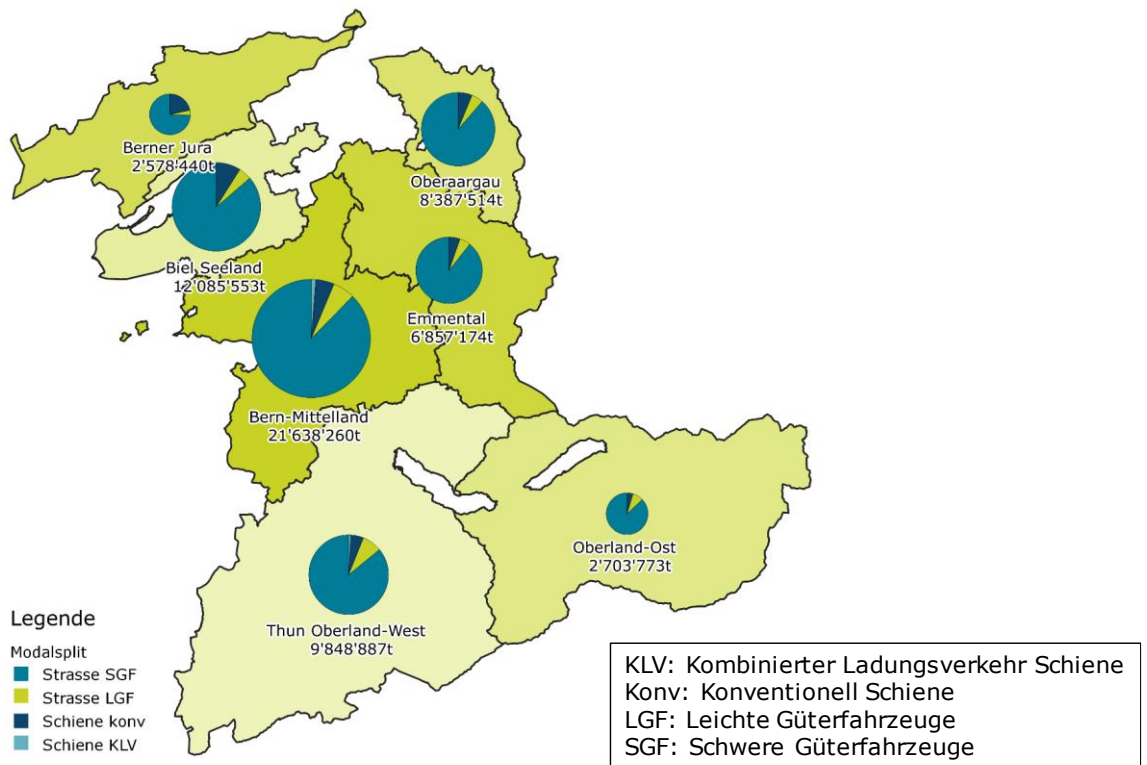 Berner Jura
2'578'440t
Oberaargau
8'387'514t
Biel Seeland
12'085'553t
Emmental
6'857'174t
Bern-Mittelland
21'638'260t
Oberland-Ost
2'703'773t
Thun Oberland-West
9'848'887t
Legende
Modalsplit
Strasse SGF
Strasse LGF
Schiene konv
Schiene KLV
KLV: Kombinierter Ladungsverkehr Schiene
Konv: Konventionell Schiene
LGF: Leichte Güterfahrzeuge
SGF: Schwere Güterfahrzeuge